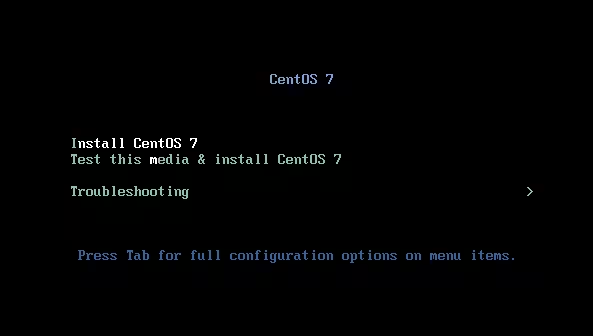 CentOS 7
Install CentOS 7
Test this media & install CentOS 7
Troubleshooting >
Press Tab for full configuration options on menu items.